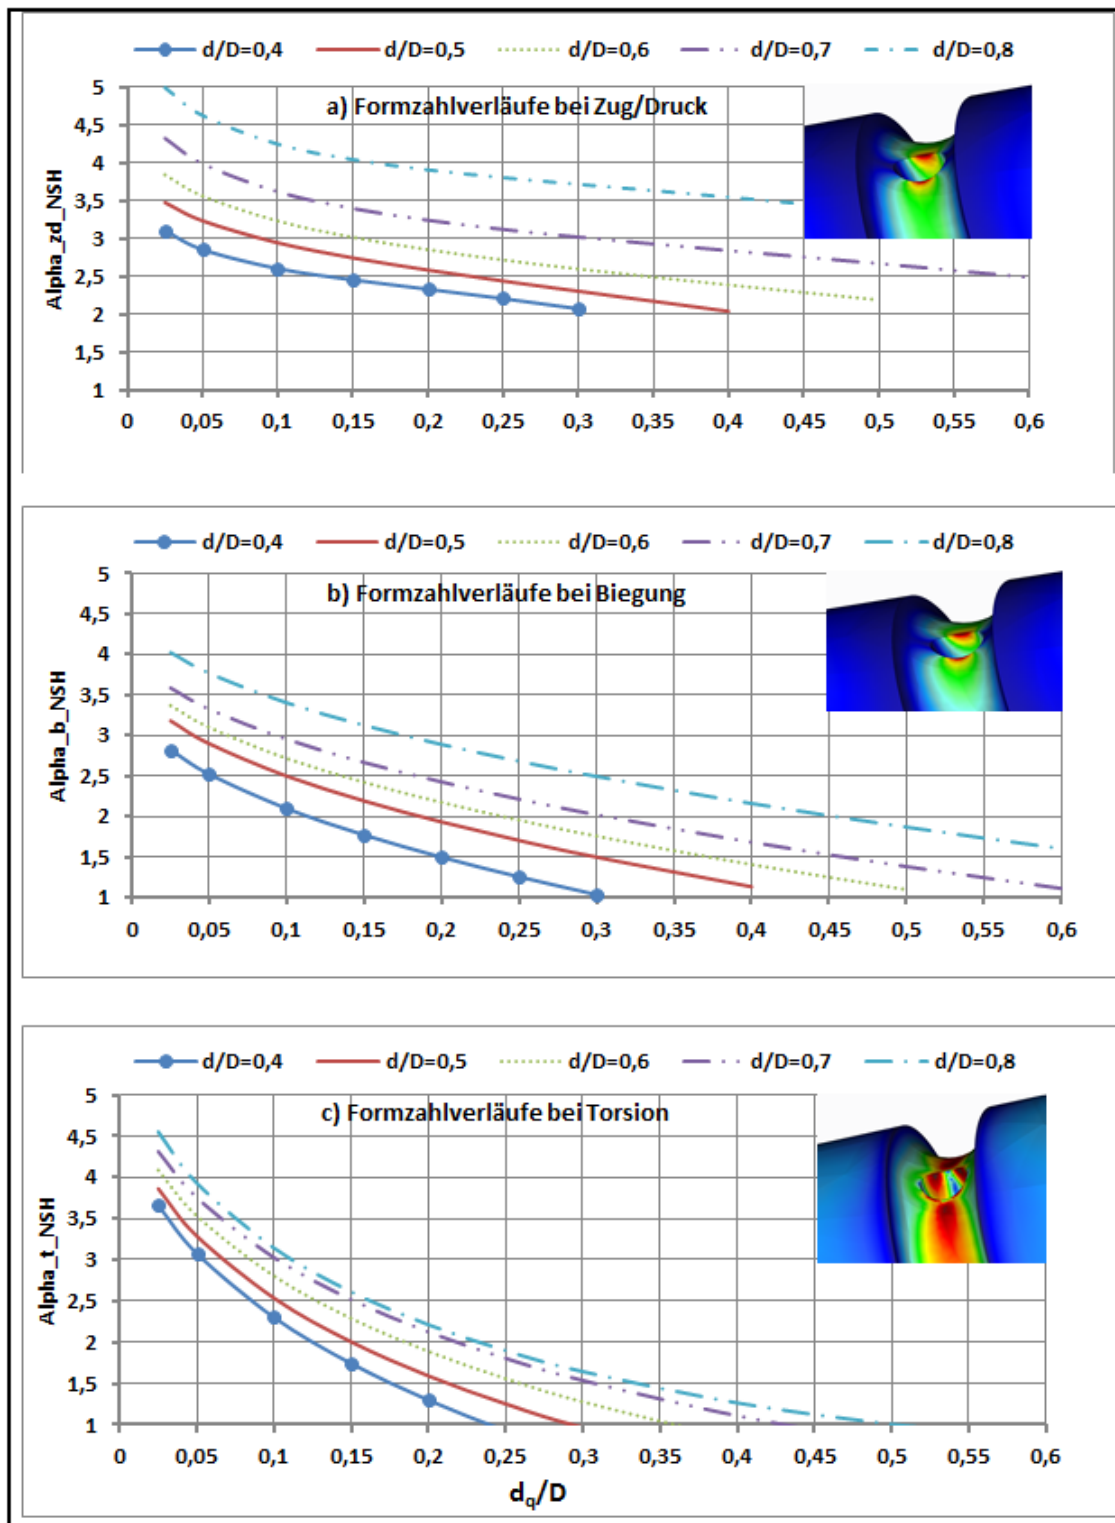 d/D=0,4 d/D=0,5 d/D=0,6 d/D=0,7 d/D=0,8
a) Formzahlverläufe bei Zug/Druck
Alpha_zd_NSH
5
4,5
4
3,5
3
2,5
2
1,5
1
0 0,05 0,1 0,15 0,2 0,25 0,3 0,35 0,4 0,45 0,5 0,55 0,6
d/D=0,4 d/D=0,5 d/D=0,6 d/D=0,7 d/D=0,8
b) Formzahlverläufe bei Biegung
Alpha_b_NSH
5
4,5
4
3,5
3
2,5
2
1,5
1
0 0,05 0,1 0,15 0,2 0,25 0,3 0,35 0,4 0,45 0,5 0,55 0,6
d/D=0,4 d/D=0,5 d/D=0,6 d/D=0,7 d/D=0,8
c) Formzahlverläufe bei Torsion
Alpha_t_NSH
5
4,5
4
3,5
3
2,5
2
1,5
1
0 0,05 0,1 0,15 0,2 0,25 0,3 0,35 0,4 0,45 0,5 0,55 0,6
d_q/D